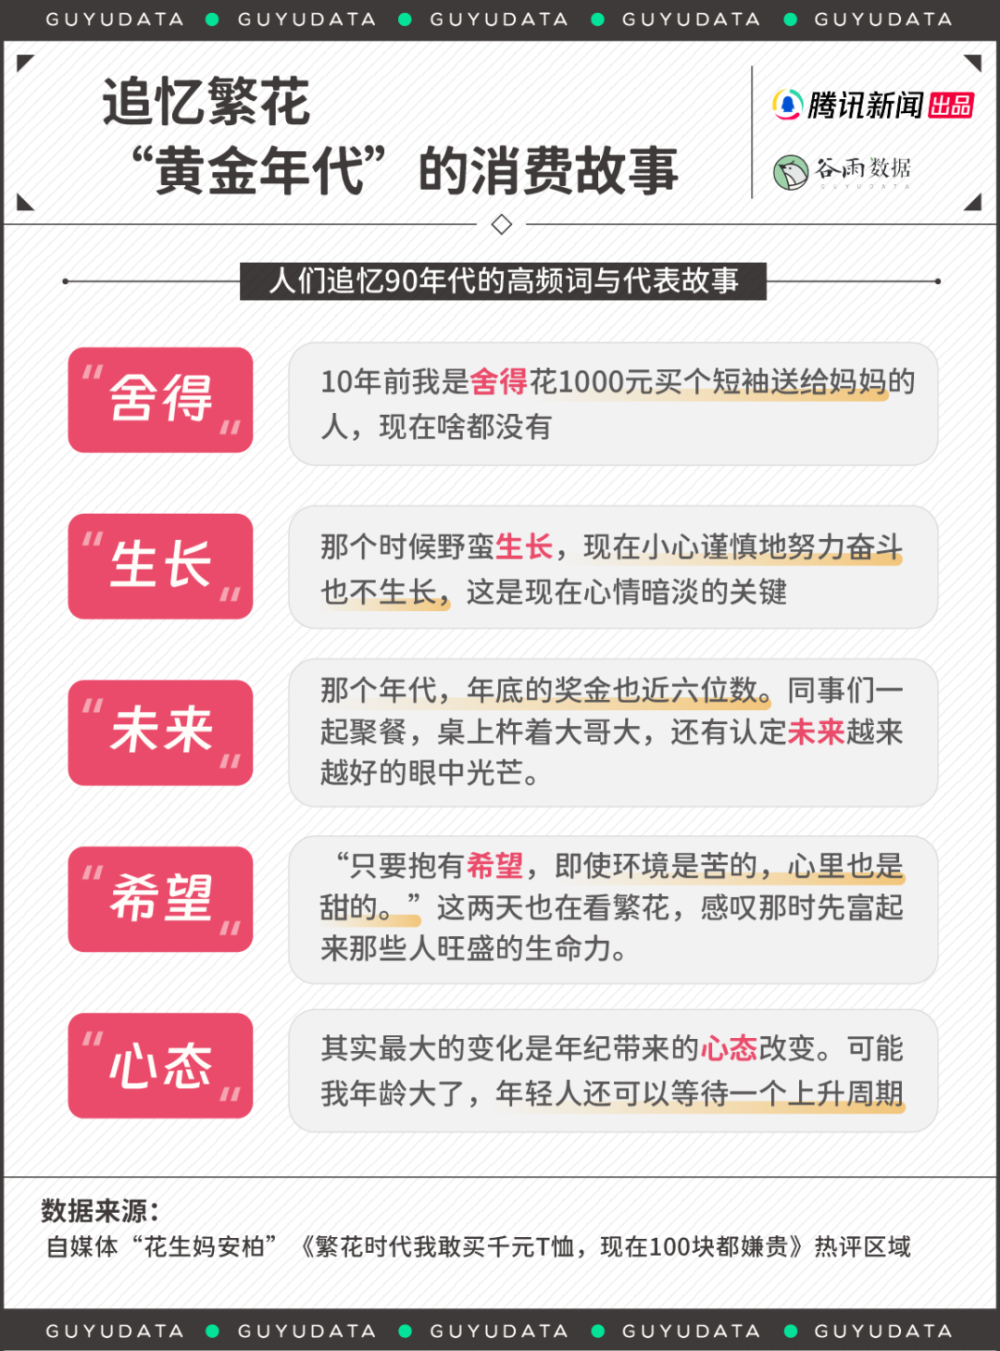 GUYUDATA ● GUYUDATA ● GUYUDATA ● GUYUDATA ● GUYUDATA
追忆繁花
“黄金年代”的消费故事
腾讯新闻 出品
谷雨数据
GUYUDATA
人们追忆90年代的高频词与代表故事
“舍得”
10年前我是舍得花1000元买个短袖送给妈妈的
人，现在啥都没有
“生长”
那个时候野蛮生长，现在小心谨慎地努力奋斗
也不生长，这是现在心情暗淡的关键
“未来”
那个年代，年底的奖金也近六位数。同事们一
起聚餐，桌上杵着大哥大，还有认定未来越来
越好的眼中光芒。
“希望”
“只要抱有希望，即使环境是苦的，心里也是
甜的。”这两天也在看繁花，感叹那时先富起
来那些人旺盛的生命力。
“心态”
其实最大的变化是年纪带来的心态改变。可能
我年龄大了，年轻人还可以等待一个上升周期
数据来源：
自媒体“花生妈安柏”《繁花时代我敢买千元T恤，现在100块都嫌贵》热评区域
GUYUDATA ● GUYUDATA ● GUYUDATA ● GUYUDATA ● GUYUDATA